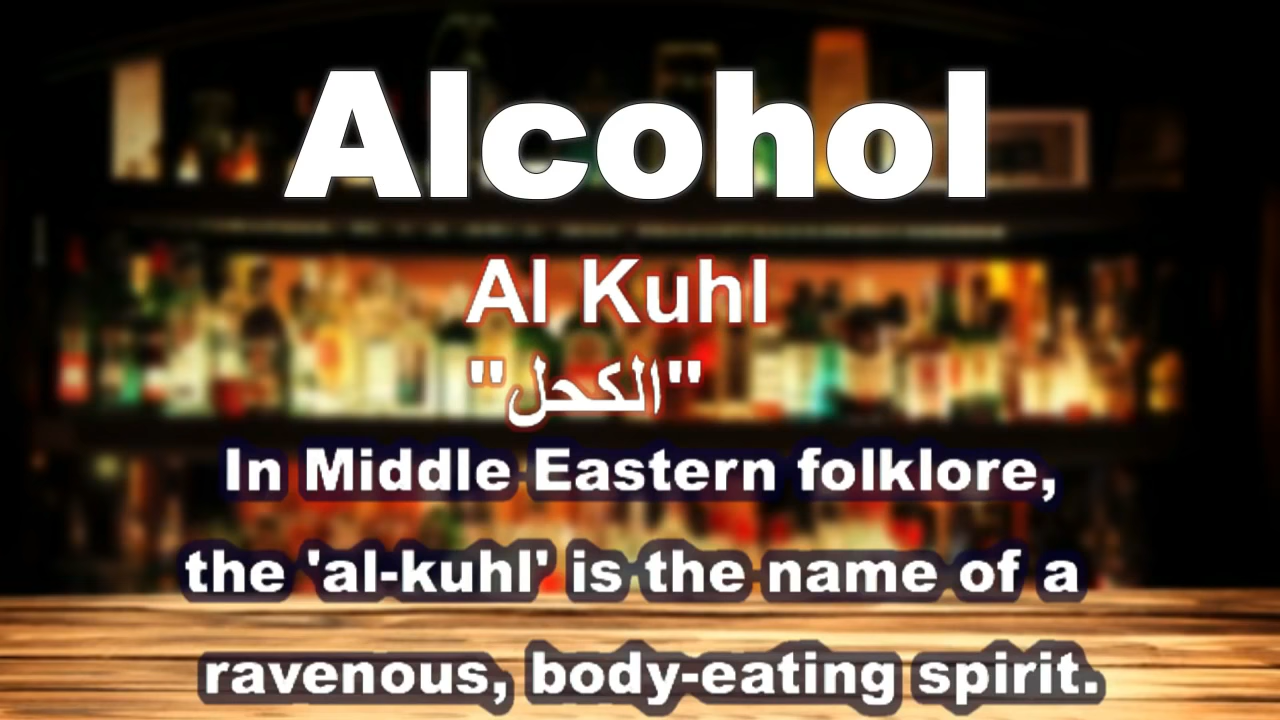 Alcohol
Al Kuhl
"الكحل"
In Middle Eastern folklore,
the 'al-kuhl' is the name of a
ravenous, body-eating spirit.